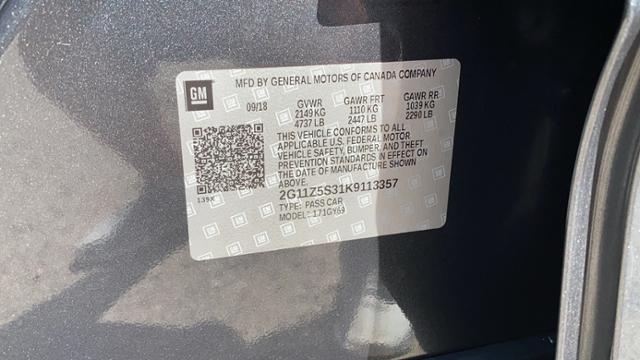 MFD BY GENERAL MOTORS OF CANADA COMPANY
GM
09/18 GVWR GAWR FRT GAWR RR
2149 KG 1110 KG 1039 KG
4737 LB 2447 LB 2290 LB
THIS VEHICLE CONFORMS TO ALL
APPLICABLE U.S. FEDERAL MOTOR
VEHICLE SAFETY, BUMPER, AND THEFT
PREVENTION STANDARDS IN EFFECT ON
THE DATE OF MANUFACTURE SHOWN
ABOVE.
139X
2G11Z5S31K9113357
TYPE: PASS CAR
MODEL: 171GY69